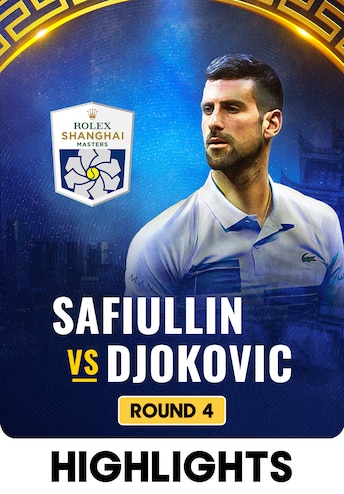 ROLEX
SHANGHAI
MASTERS
SAFIULLIN
VS DJOKOVIC
ROUND 4
HIGHLIGHTS